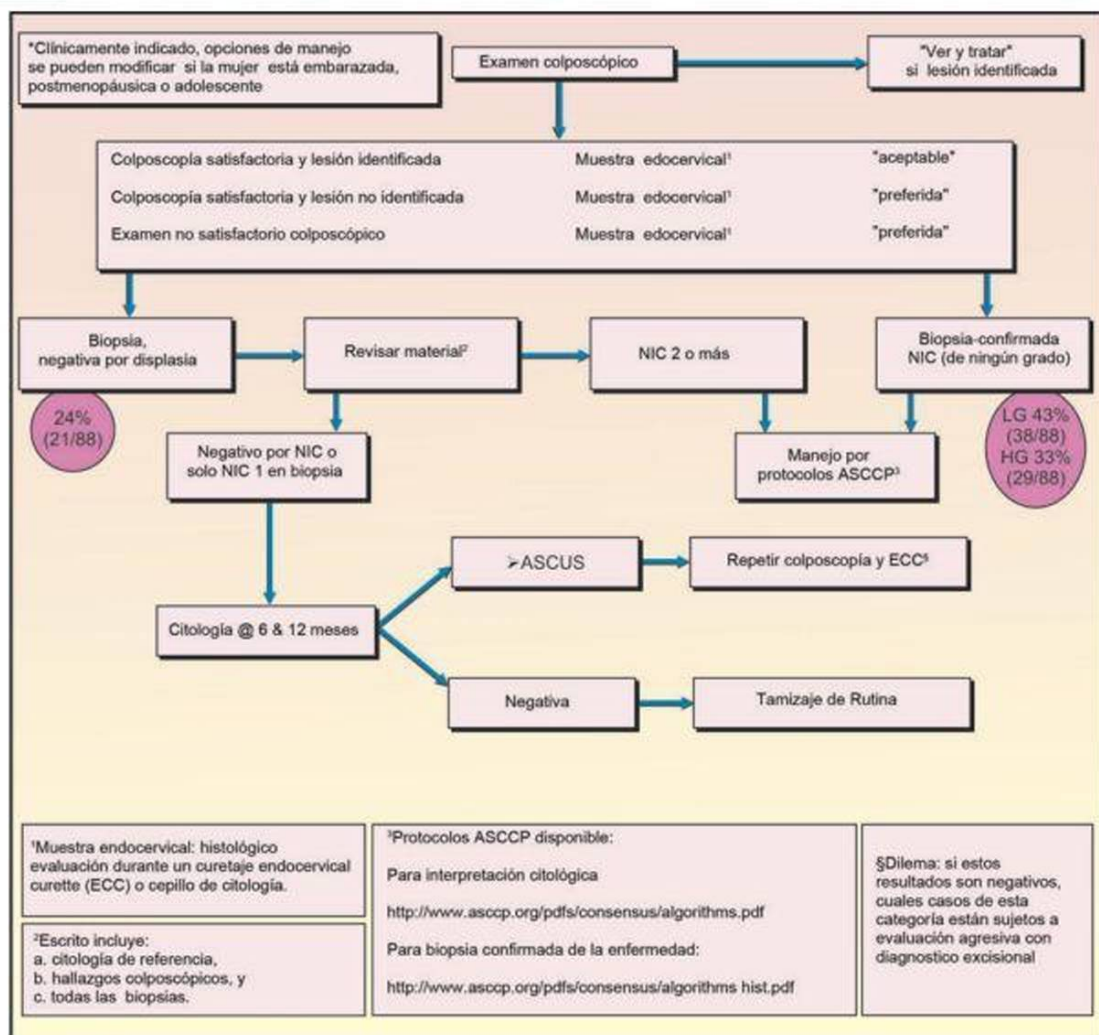 *Clínicamente indicado, opciones de manejo
se pueden modificar si la mujer está embarazada,
postmenopáusica o adolescente
Examen colposcópico
"Ver y tratar"
si lesión identificada
Colposcopía satisfactoria y lesión identificada Muestra edocervical¹ "aceptable"
Colposcopía satisfactoria y lesión no identificada Muestra edocervical¹ "preferida"
Examen no satisfactorio colposcópico Muestra edocervical¹ "preferida"
Biopsia,
negativa por displasia
Revisar material²
NIC 2 o más
Biopsia-confirmada
NIC (de ningún grado)
24%
(21/88)
LG 43%
(38/88)
HG 33%
(29/88)
Negativo por NIC o
solo NIC 1 en biopsia
Manejo por
protocolos ASCCP³
➢ASCUS
Repetir colposcopía y ECC§
Citología @ 6 & 12 meses
Negativa
Tamizaje de Rutina
¹Muestra endocervical: histológico
evaluación durante un curetaje endocervical
curette (ECC) o cepillo de citología.
²Escrito incluye:
a. citología de referencia,
b. hallazgos colposcópicos, y
c. todas las biopsias.
³Protocolos ASCCP disponible:
Para interpretación citológica
http://www.asccp.org/pdfs/consensus/algorithms.pdf
Para biopsia confirmada de la enfermedad:
http://www.asccp.org/pdfs/consensus/algorithms hist.pdf
§Dilema: si estos
resultados son negativos,
cuales casos de esta
categoría están sujetos a
evaluación agresiva con
diagnostico excisional